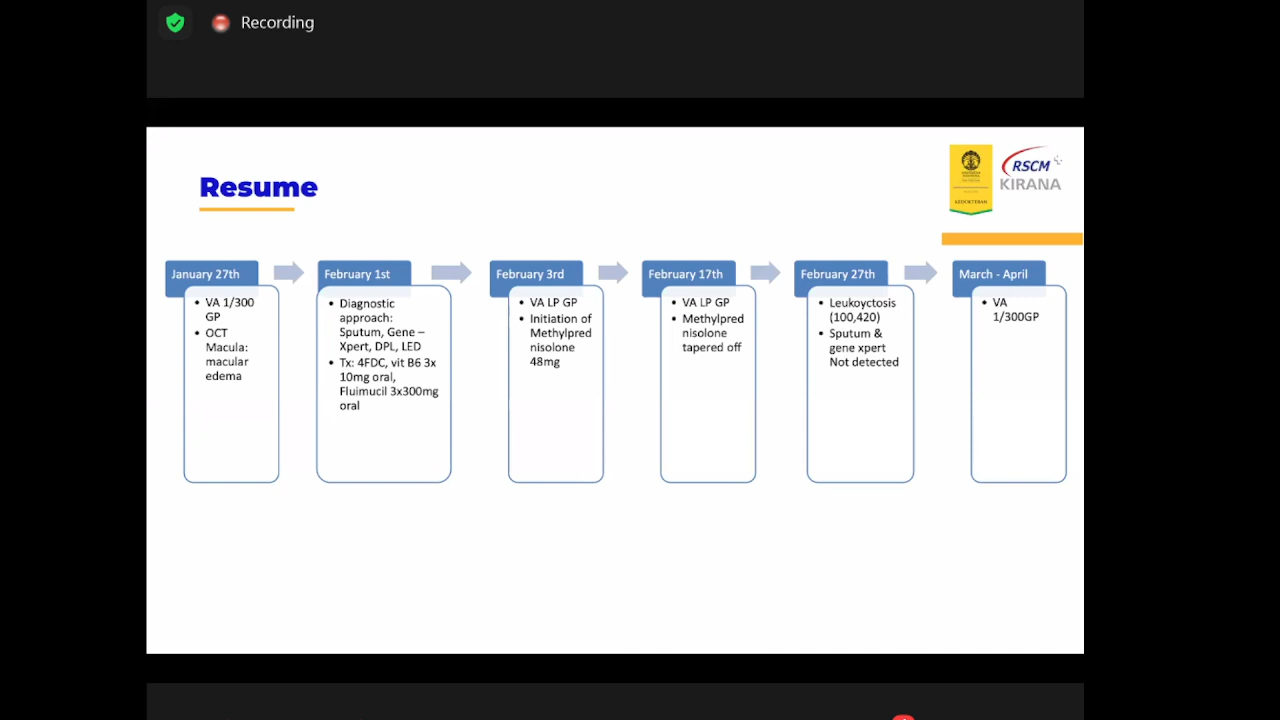 Recording
Resume
RSCM
KIRANA
KEDOKTERAN
January 27th
• VA 1/300
GP
• OCT
Macula:
macular
edema
February 1st
• Diagnostic
approach:
Sputum, Gene –
Xpert, DPL, LED
• Tx: 4FDC, vit B6 3x
10mg oral,
Fluimucil 3x300mg
oral
February 3rd
• VA LP GP
• Initiation of
Methylpred
nisolone
48mg
February 17th
• VA LP GP
• Methylpred
nisolone
tapered off
February 27th
• Leukoyctosis
(100,420)
• Sputum &
gene xpert
Not detected
March - April
• VA
1/300GP